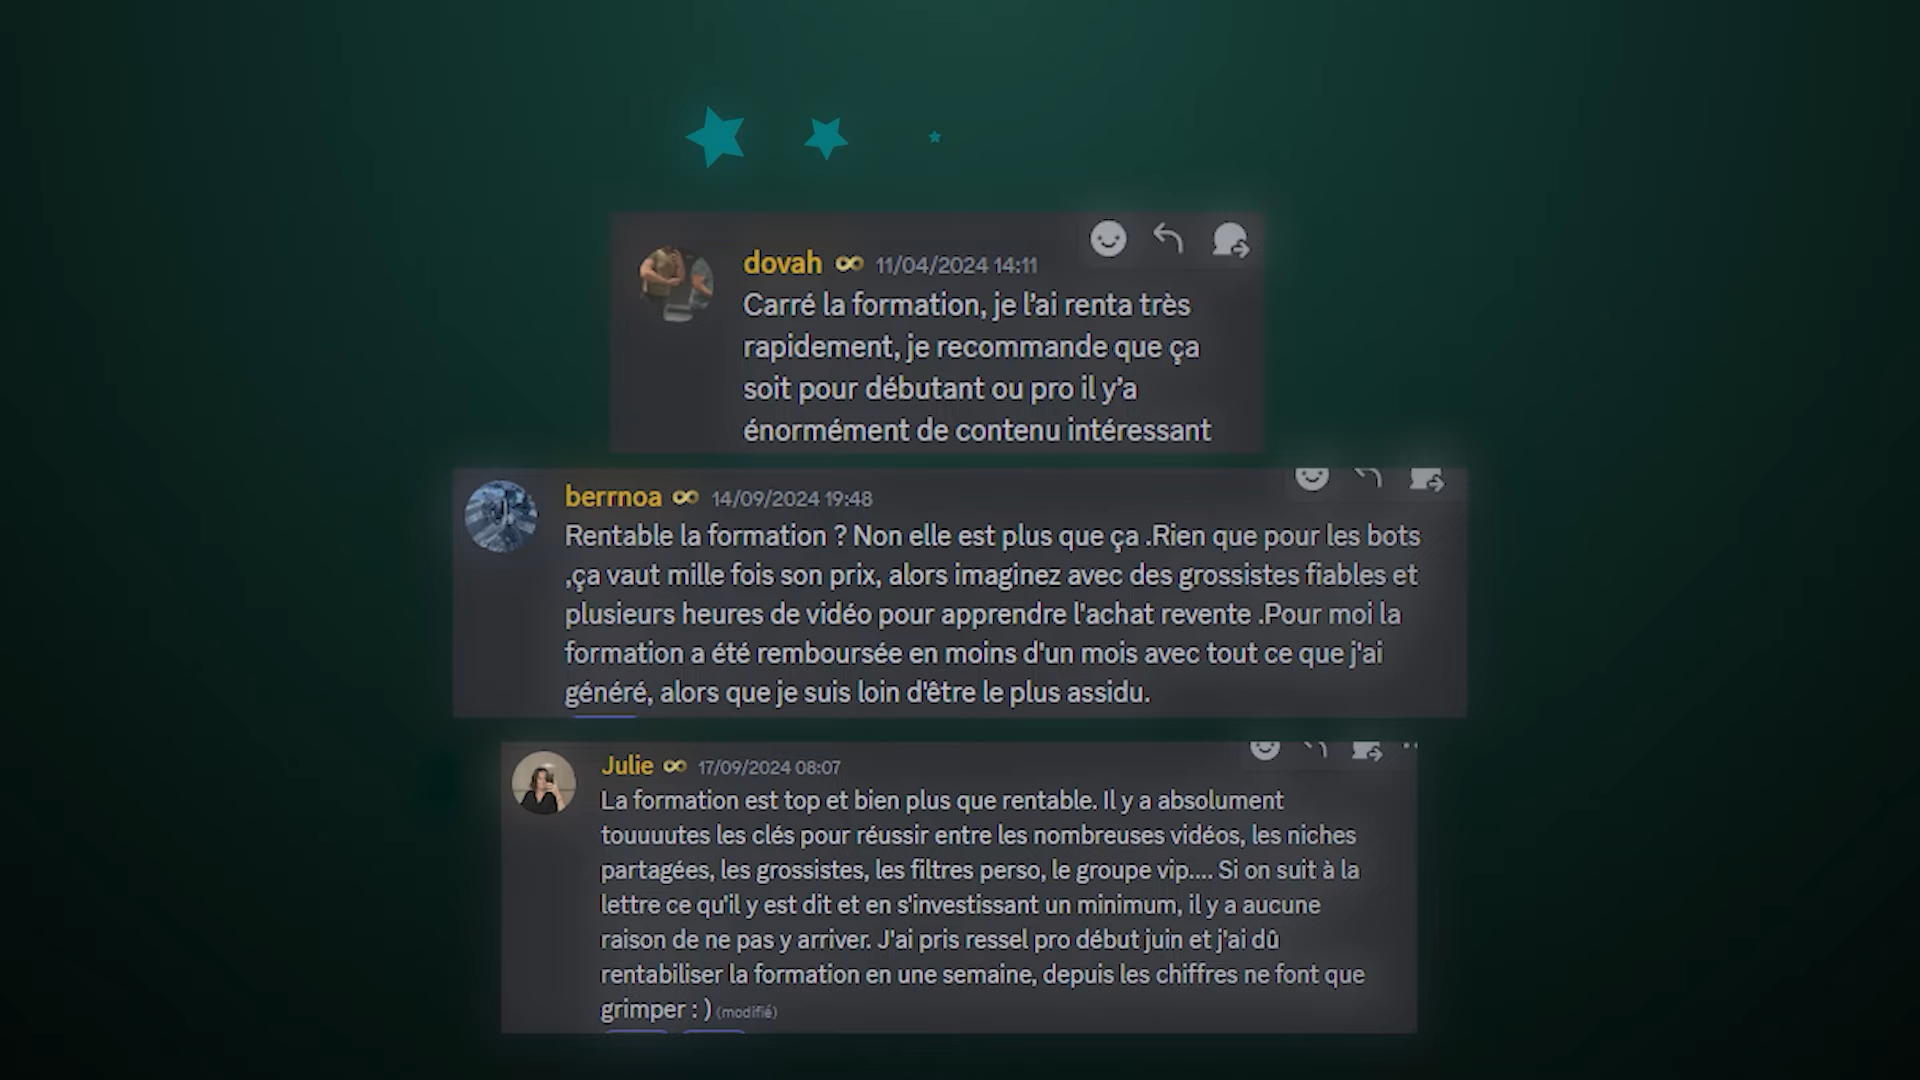 dovah 11/04/2024 14:11
Carré la formation, je l'ai renta très
rapidement, je recommande que ça
soit pour débutant ou pro il y'a
énormément de contenu intéressant
berrnoa 14/09/2024 19:48
Rentable la formation ? Non elle est plus que ça .Rien que pour les bots
,ça vaut mille fois son prix, alors imaginez avec des grossistes fiables et
plusieurs heures de vidéo pour apprendre l'achat revente .Pour moi la
formation a été remboursée en moins d'un mois avec tout ce que j'ai
généré, alors que je suis loin d'être le plus assidu.
Julie 17/09/2024 08:07
La formation est top et bien plus que rentable. Il y a absolument
touuuutes les clés pour réussir entre les nombreuses vidéos, les niches
partagées, les grossistes, les filtres perso, le groupe vip.... Si on suit à la
lettre ce qu'il y est dit et en s'investissant un minimum, il y a aucune
raison de ne pas y arriver. J'ai pris ressel pro début juin et j'ai dû
rentabiliser la formation en une semaine, depuis les chiffres ne font que
grimper : ) (modifié)